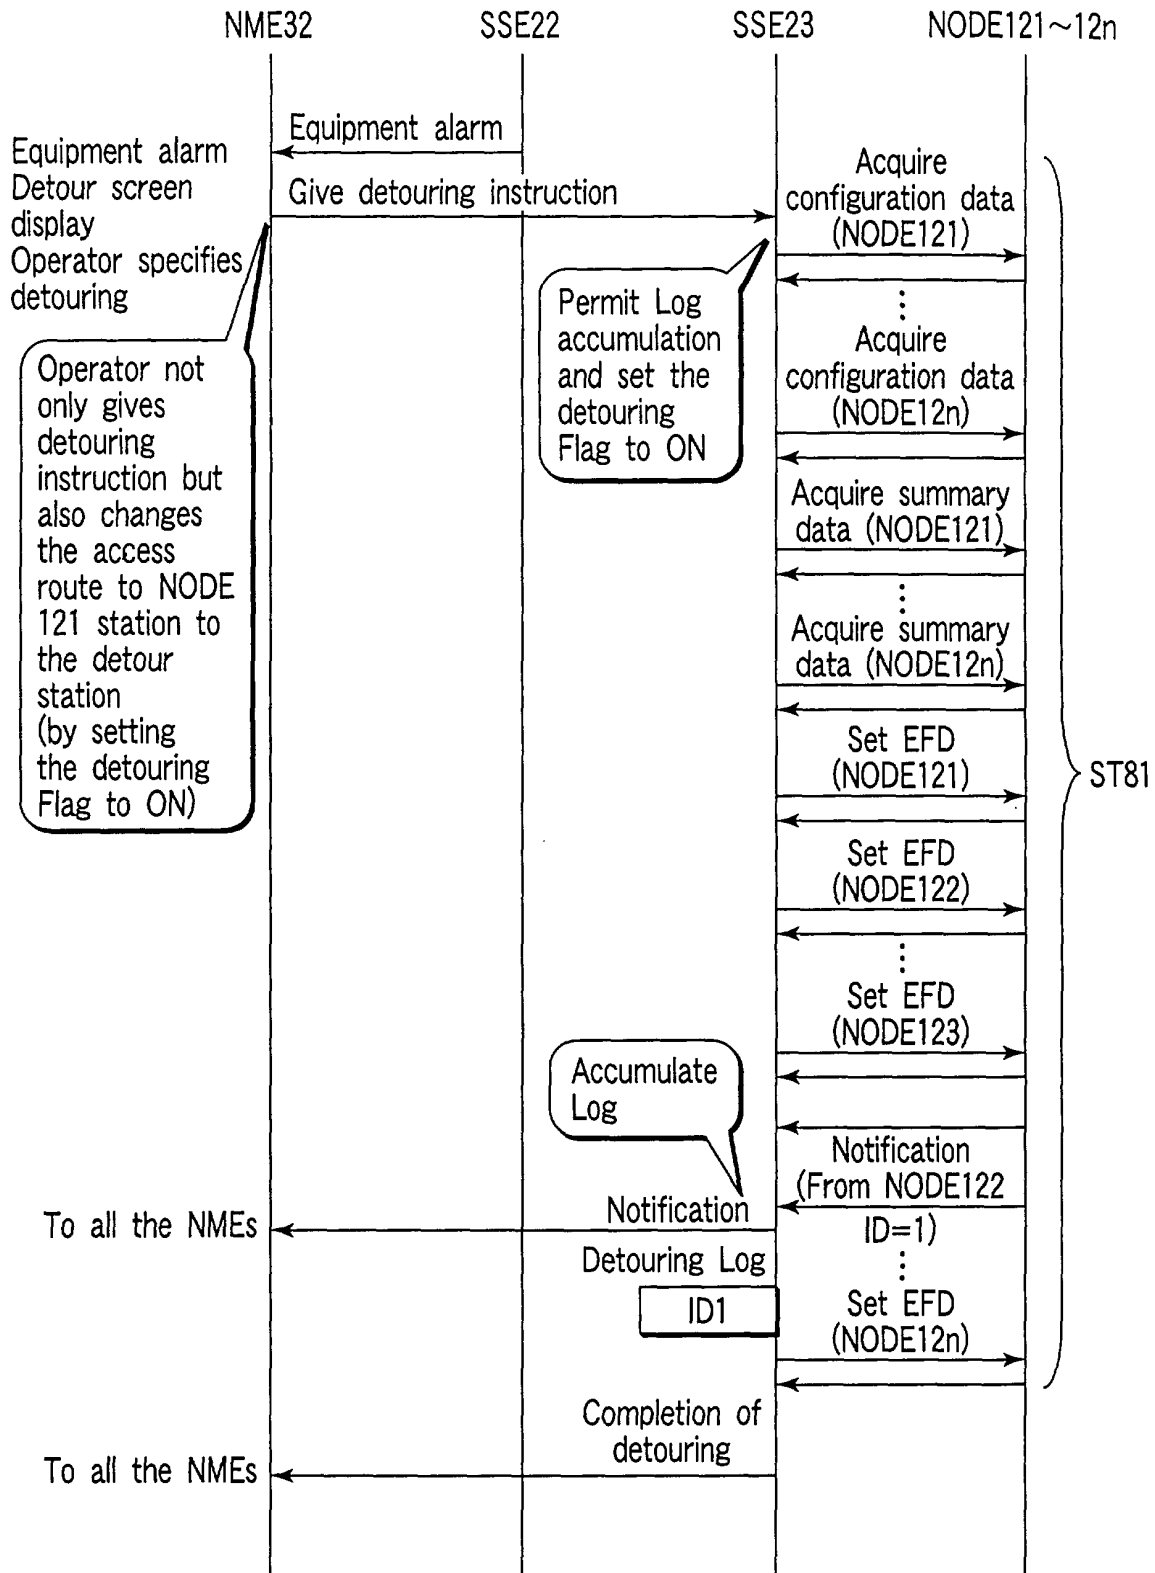 NME32
SSE22
SSE23
NODE121~12n
Equipment alarm
Equipment alarm
Detour screen
display
Operator specifies
detouring
Give detouring instruction
Acquire
configuration data
(NODE121)
Permit Log
accumulation
and set the
detouring
Flag to ON
Acquire
configuration data
(NODE12n)
Operator not
only gives
detouring
instruction but
also changes
the access
route to NODE
121 station to
the detour
station
(by setting
the detouring
Flag to ON)
Acquire summary
data (NODE121)
Acquire summary
data (NODE12n)
Set EFD
(NODE121)
ST81
Set EFD
(NODE122)
Set EFD
(NODE123)
Accumulate
Log
Notification
(From NODE122
ID=1)
To all the NMEs
Notification
Detouring Log
ID1
Set EFD
(NODE12n)
Completion of
detouring
To all the NMEs